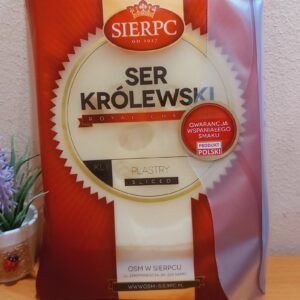 SIERPC
OD 1927
SER
KRÓLEWSKI
ROYAL CHEESE
GWARANCJA
WSPANIAŁEGO
SMAKU
PRODUKT
POLSKI
PLASTRY
SLICED
OSM W SIERPCU
WWW.OSM-SIERPC.PL